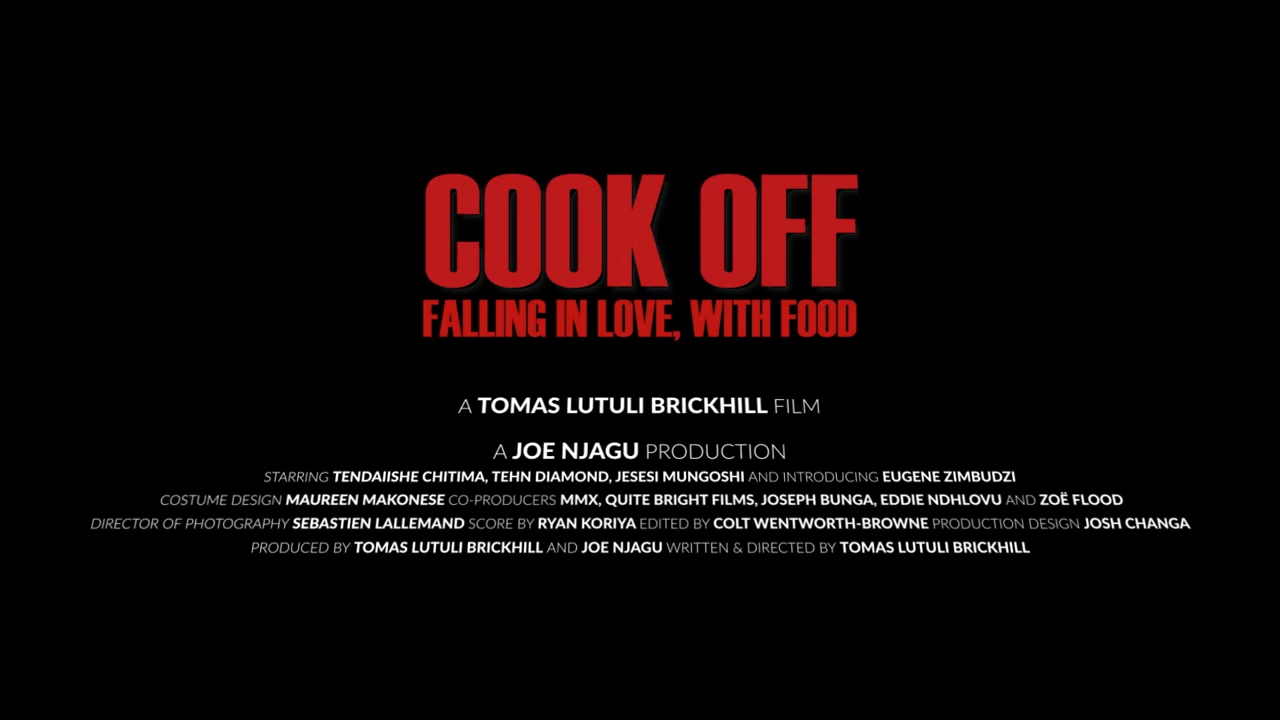 COOK OFF
FALLING IN LOVE, WITH FOOD
A TOMAS LUTULI BRICKHILL FILM
A JOE NJAGU PRODUCTION
STARRING TENDAIISHE CHITIMA, TEHN DIAMOND, JESESI MUNGOSHI AND INTRODUCING EUGENE ZIMBUDZI
COSTUME DESIGN MAUREEN MAKONESE CO-PRODUCERS MMX, QUITE BRIGHT FILMS, JOSEPH BUNGA, EDDIE NDHLOVU AND ZOË FLOOD
DIRECTOR OF PHOTOGRAPHY SEBASTIEN LALLEMAND SCORE BY RYAN KORIYA EDITED BY COLT WENTWORTH-BROWNE PRODUCTION DESIGN JOSH CHANGA
PRODUCED BY TOMAS LUTULI BRICKHILL AND JOE NJAGU WRITTEN & DIRECTED BY TOMAS LUTULI BRICKHILL